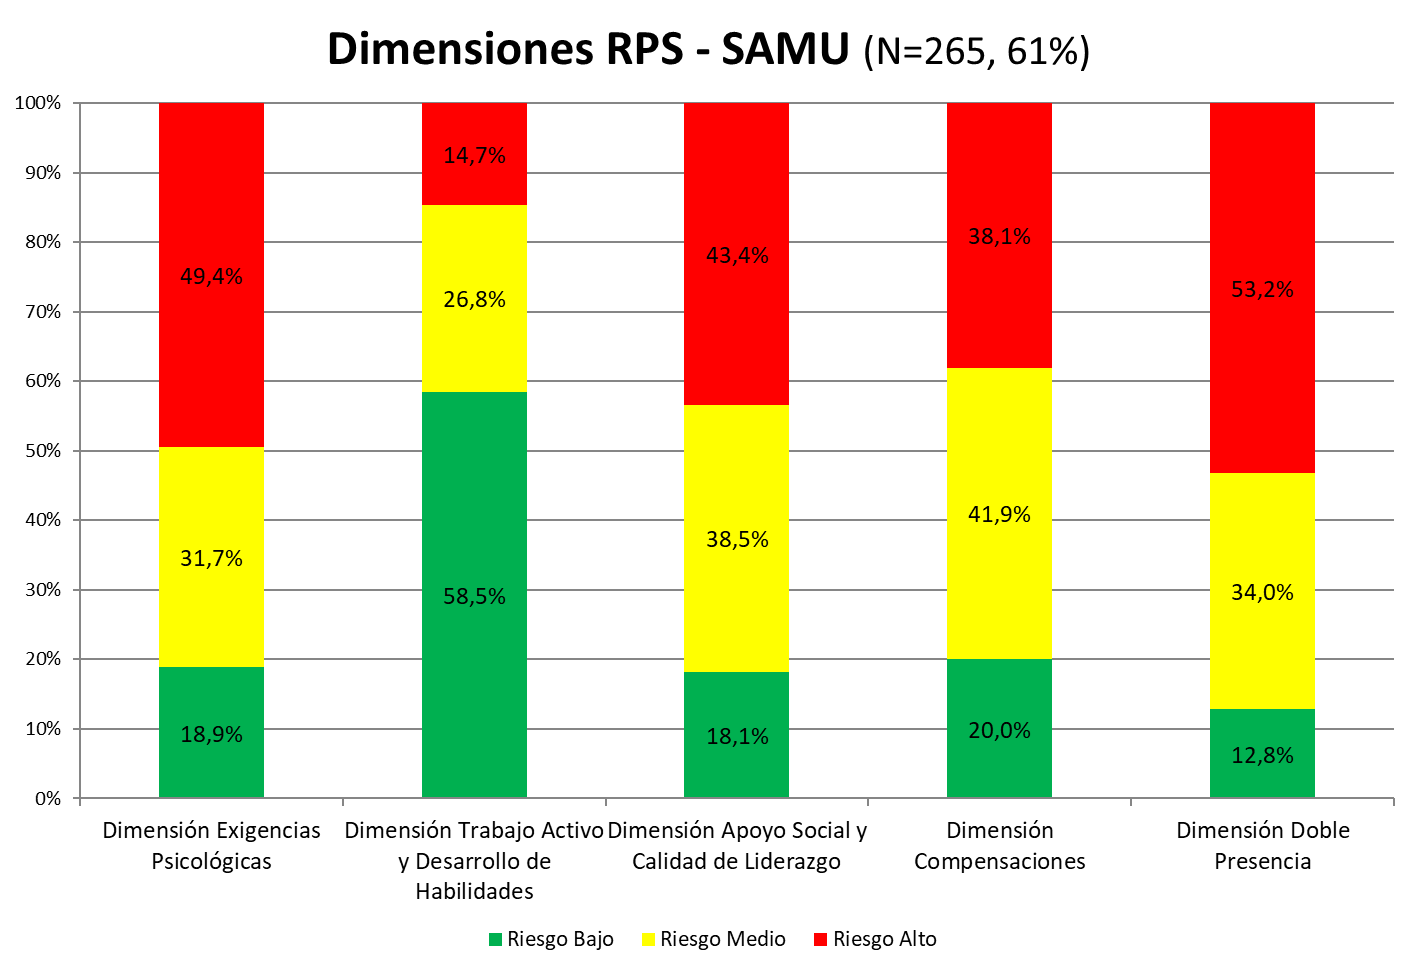 Dimensiones RPS - SAMU (N=265, 61%)
100%
90%
80%
70%
60%
50%
40%
30%
20%
10%
0%
49,4%
31,7%
18,9%
14,7%
26,8%
58,5%
43,4%
38,5%
18,1%
38,1%
41,9%
20,0%
53,2%
34,0%
12,8%
Dimensión Exigencias
Psicológicas
Dimensión Trabajo Activo
y Desarrollo de
Habilidades
Dimensión Apoyo Social y
Calidad de Liderazgo
Dimensión
Compensaciones
Dimensión Doble
Presencia
Riesgo Bajo
Riesgo Medio
Riesgo Alto